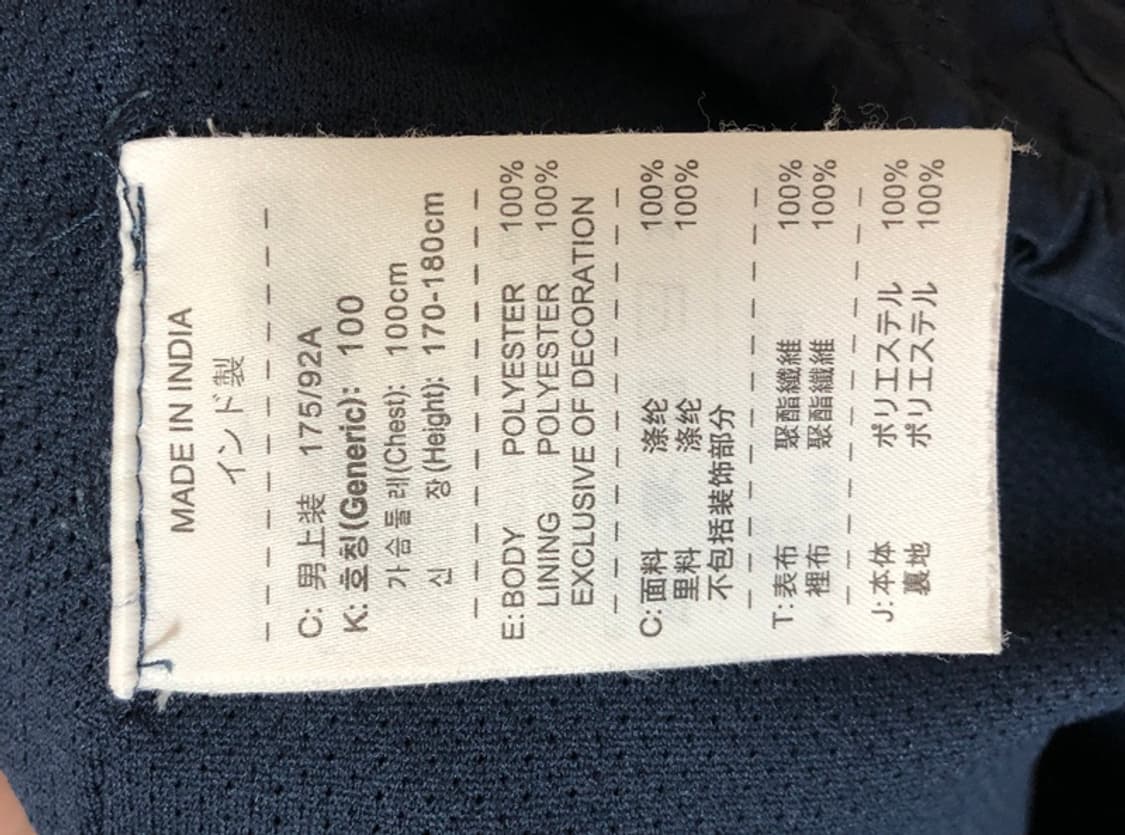 MADE IN INDIA
インド製
C: 男上装 175/92A
K: 호칭(Generic): 100
가슴둘레(Chest): 100cm
신 장(Height): 170-180cm
E: BODY POLYESTER 100%
LINING POLYESTER 100%
EXCLUSIVE OF DECORATION
C: 面料 涤纶 100%
里料 涤纶 100%
不包括装饰部分
T: 表布 聚酯纖維 100%
裡布 聚酯纖維 100%
J: 本体 ポリエステル 100%
裏地 ポリエステル 100%